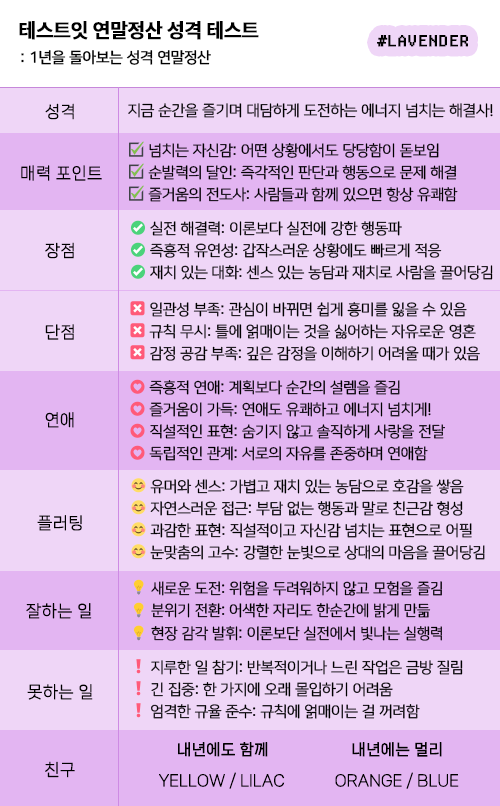 테스트잇 연말정산 성격 테스트
: 1년을 돌아보는 성격 연말정산
#LAVENDER
성격
지금 순간을 즐기며 대담하게 도전하는 에너지 넘치는 해결사!
매력 포인트
넘치는 자신감: 어떤 상황에서도 당당함이 돋보임
순발력의 달인: 즉각적인 판단과 행동으로 문제 해결
즐거움의 전도사: 사람들과 함께 있으면 항상 유쾌함
장점
실전 해결력: 이론보다 실전에 강한 행동파
즉흥적 유연성: 갑작스러운 상황에도 빠르게 적응
재치 있는 대화: 센스 있는 농담과 재치로 사람을 끌어당김
단점
일관성 부족: 관심이 바뀌면 쉽게 흥미를 잃을 수 있음
규칙 무시: 틀에 얽매이는 것을 싫어하는 자유로운 영혼
감정 공감 부족: 깊은 감정을 이해하기 어려울 때가 있음
연애
즉흥적 연애: 계획보다 순간의 설렘을 즐김
즐거움이 가득: 연애도 유쾌하고 에너지 넘치게!
직설적인 표현: 숨기지 않고 솔직하게 사랑을 전달
독립적인 관계: 서로의 자유를 존중하며 연애함
플러팅
유머와 센스: 가볍고 재치 있는 농담으로 호감을 쌓음
자연스러운 접근: 부담 없는 행동과 말로 친근감 형성
과감한 표현: 직설적이고 자신감 넘치는 표현으로 어필
눈맞춤의 고수: 강렬한 눈빛으로 상대의 마음을 끌어당김
잘하는 일
새로운 도전: 위험을 두려워하지 않고 모험을 즐김
분위기 전환: 어색한 자리도 한순간에 밝게 만듦
현장 감각 발휘: 이론보단 실전에서 빛나는 실행력
못하는 일
지루한 일 참기: 반복적이거나 느린 작업은 금방 질림
긴 집중: 한 가지에 오래 몰입하기 어려움
엄격한 규율 준수: 규칙에 얽매이는 걸 꺼려함
친구
내년에도 함께
YELLOW / LILAC
내년에는 멀리
ORANGE / BLUE